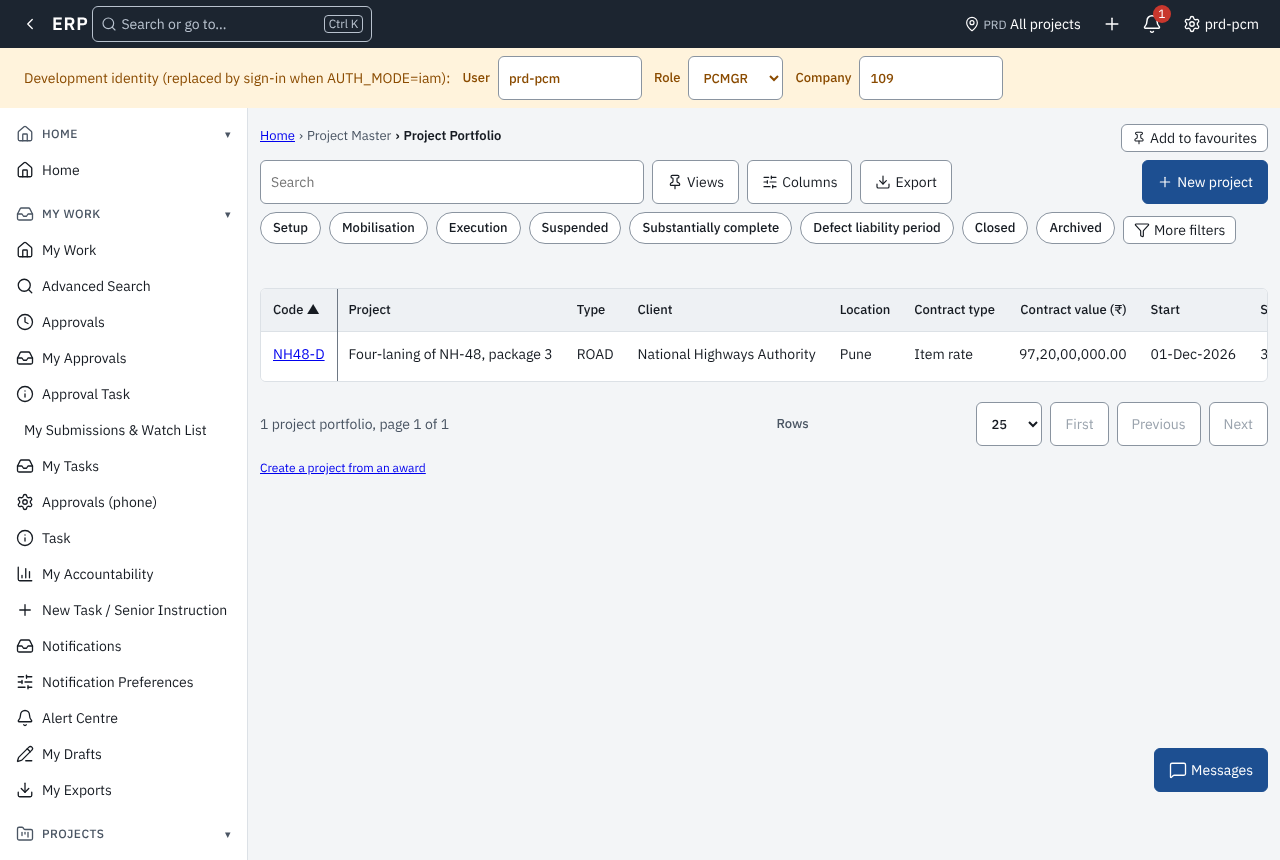 ERP Search or go to... Ctrl K PRD All projects 1 prd-pcm
Development identity (replaced by sign-in when AUTH_MODE=iam): User prd-pcm Role PCMGR Company 109
HOME
Home
MY WORK
My Work
Advanced Search
Approvals
My Approvals
Approval Task
My Submissions & Watch List
My Tasks
Approvals (phone)
Task
My Accountability
New Task / Senior Instruction
Notifications
Notification Preferences
Alert Centre
My Drafts
My Exports
PROJECTS
Home › Project Master › Project Portfolio Add to favourites
Search Views Columns Export New project
Setup Mobilisation Execution Suspended Substantially complete Defect liability period Closed Archived More filters
Code ▲ Project Type Client Location Contract type Contract value (₹) Start
NH48-D Four-laning of NH-48, package 3 ROAD National Highways Authority Pune Item rate 97,20,00,000.00 01-Dec-2026
1 project portfolio, page 1 of 1 Rows 25 First Previous Next
Create a project from an award
Messages